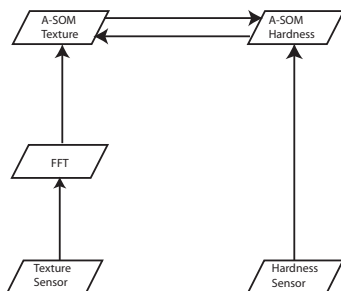 A-SOM
Texture
A-SOM
Hardness
FFT
Texture
Sensor
Hardness
Sensor